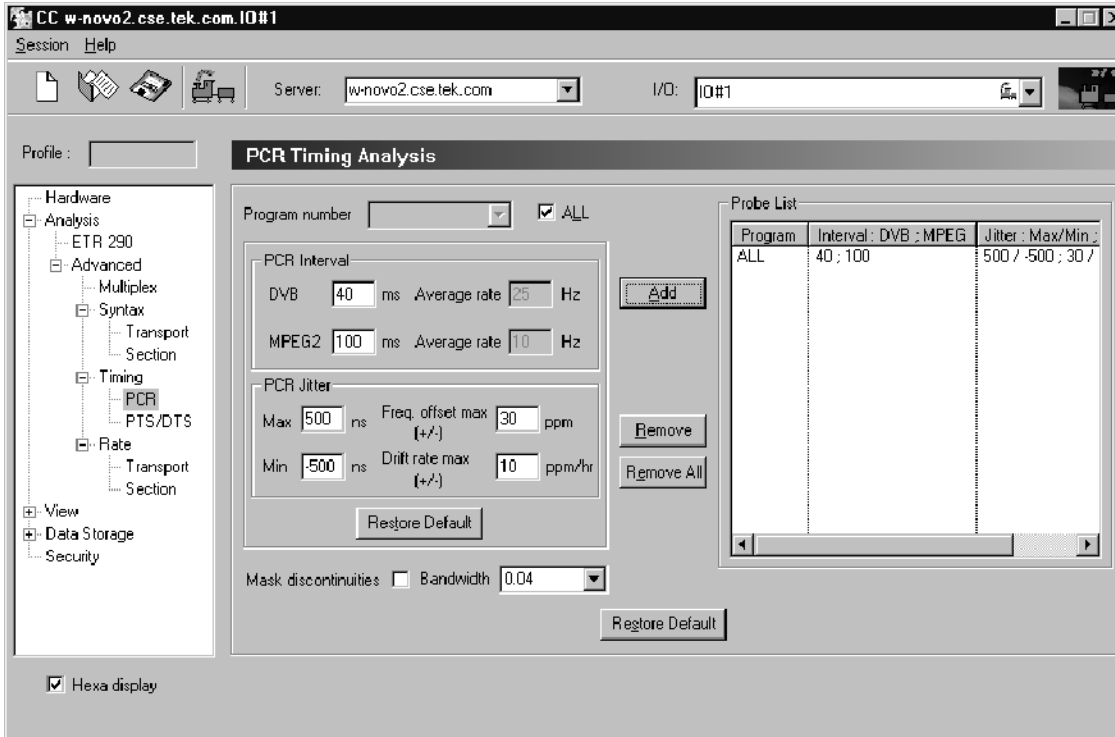 CC w-novo2.cse.tek.com.IO#1
Session Help
Server: w-novo2.cse.tek.com I/O: IO#1
Profile :
PCR Timing Analysis
Hardware
Analysis
ETR 290
Advanced
Multiplex
Syntax
Transport
Section
Timing
PCR
PTS/DTS
Rate
Transport
Section
View
Data Storage
Security
Program number ALL
PCR Interval
DVB 40 ms Average rate 25 Hz
MPEG2 100 ms Average rate 10 Hz
PCR Jitter
Max 500 ns Freq. offset max (+/-) 30 ppm
Min -500 ns Drift rate max (+/-) 10 ppm/hr
Restore Default
Mask discontinuities Bandwidth 0.04
Add
Remove
Remove All
Probe List
Program Interval : DVB ; MPEG Jitter : Max/Min ;
ALL 40 ; 100 500 / -500 ; 30 /
Restore Default
Hexa display